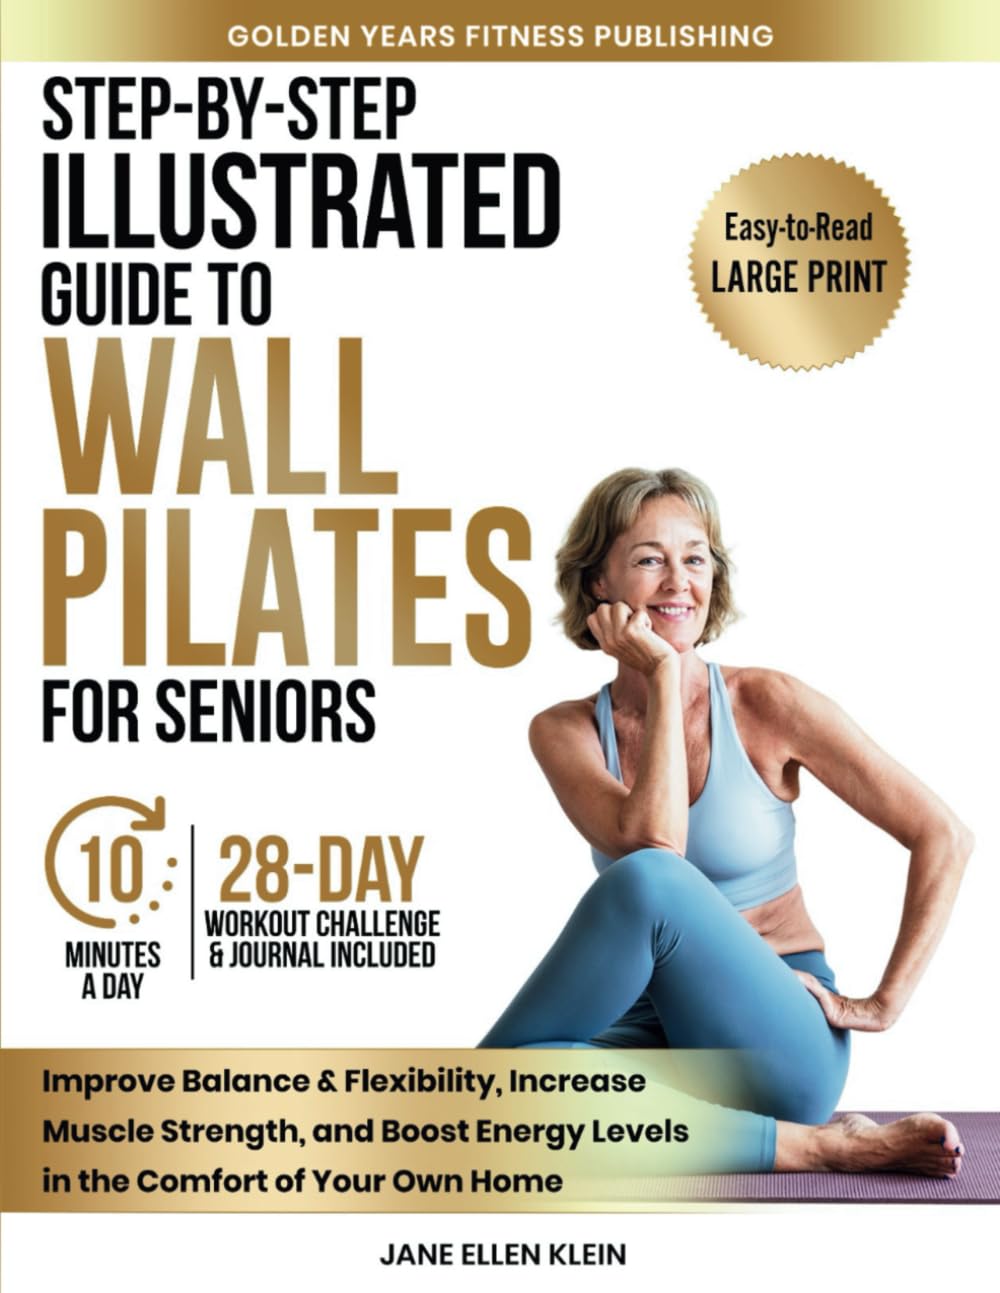 GOLDEN YEARS FITNESS PUBLISHING
STEP-BY-STEP
ILLUSTRATED
GUIDE TO
WALL
PILATES
FOR SENIORS
Easy-to-Read
LARGE PRINT
10
MINUTES
A DAY
28-DAY
WORKOUT CHALLENGE
& JOURNAL INCLUDED
Improve Balance & Flexibility, Increase
Muscle Strength, and Boost Energy Levels
in the Comfort of Your Own Home
JANE ELLEN KLEIN